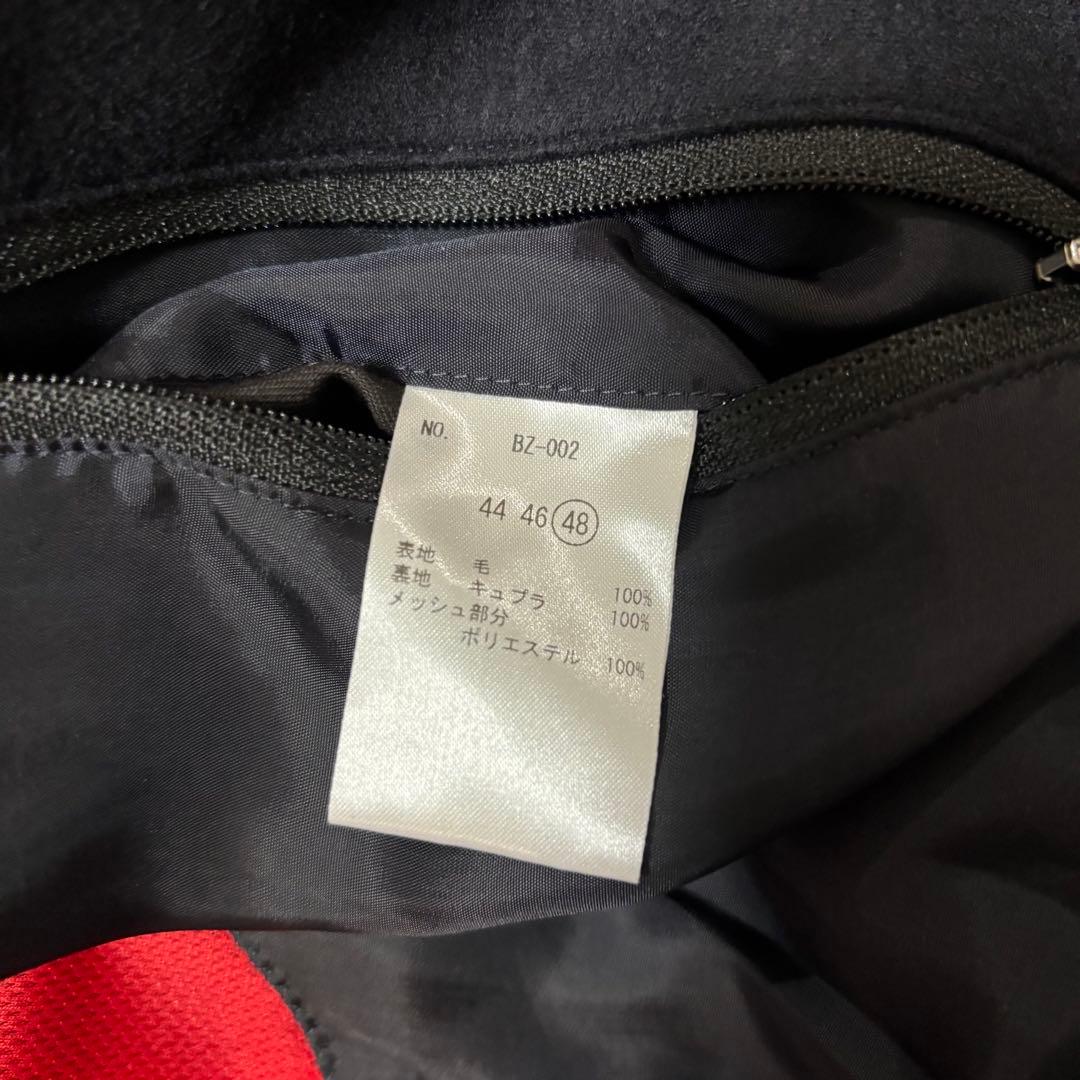 NO. BZ-002
44 46 48
表地 毛 100%
裏地 キュプラ 100%
メッシュ部分
ポリエステル 100%